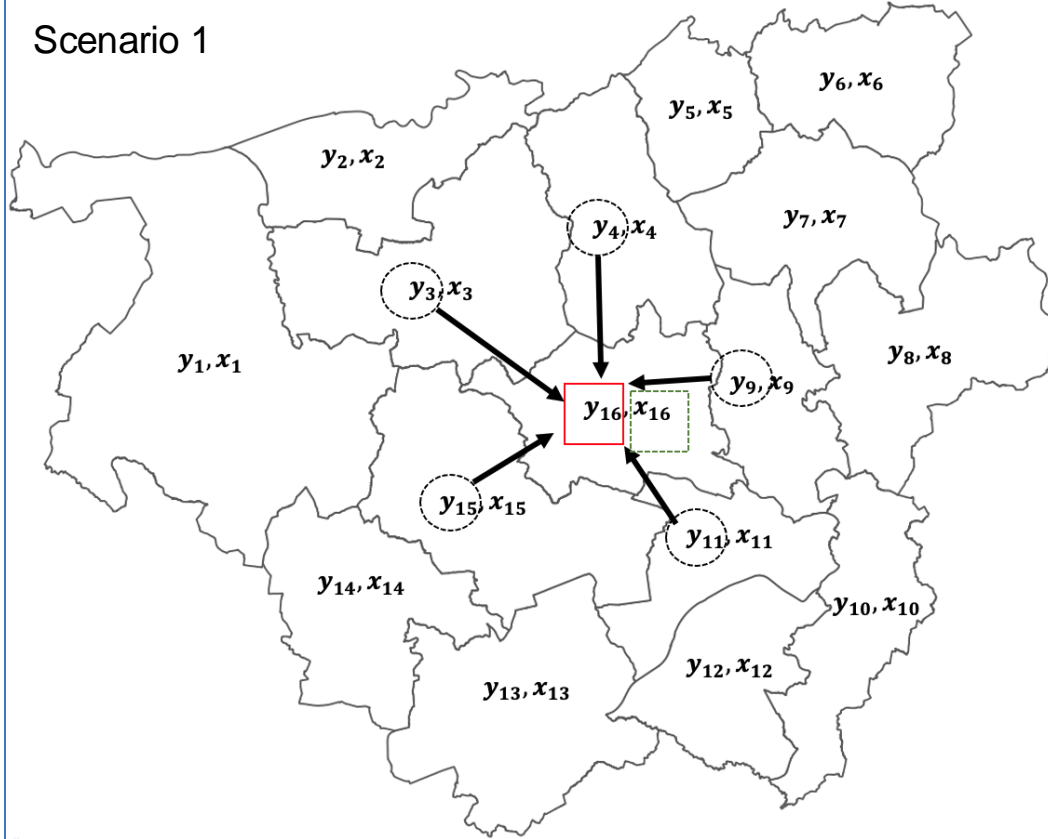 Scenario 1
y₆, x₆
y₅, x₅
y₂, x₂
y₇, x₇
y₄, x₄
y₃, x₃
y₁, x₁
y₈, x₈
y₉, x₉
y₁₆, x₁₆
y₁₅, x₁₅
y₁₁, x₁₁
y₁₄, x₁₄
y₁₀, x₁₀
y₁₂, x₁₂
y₁₃, x₁₃